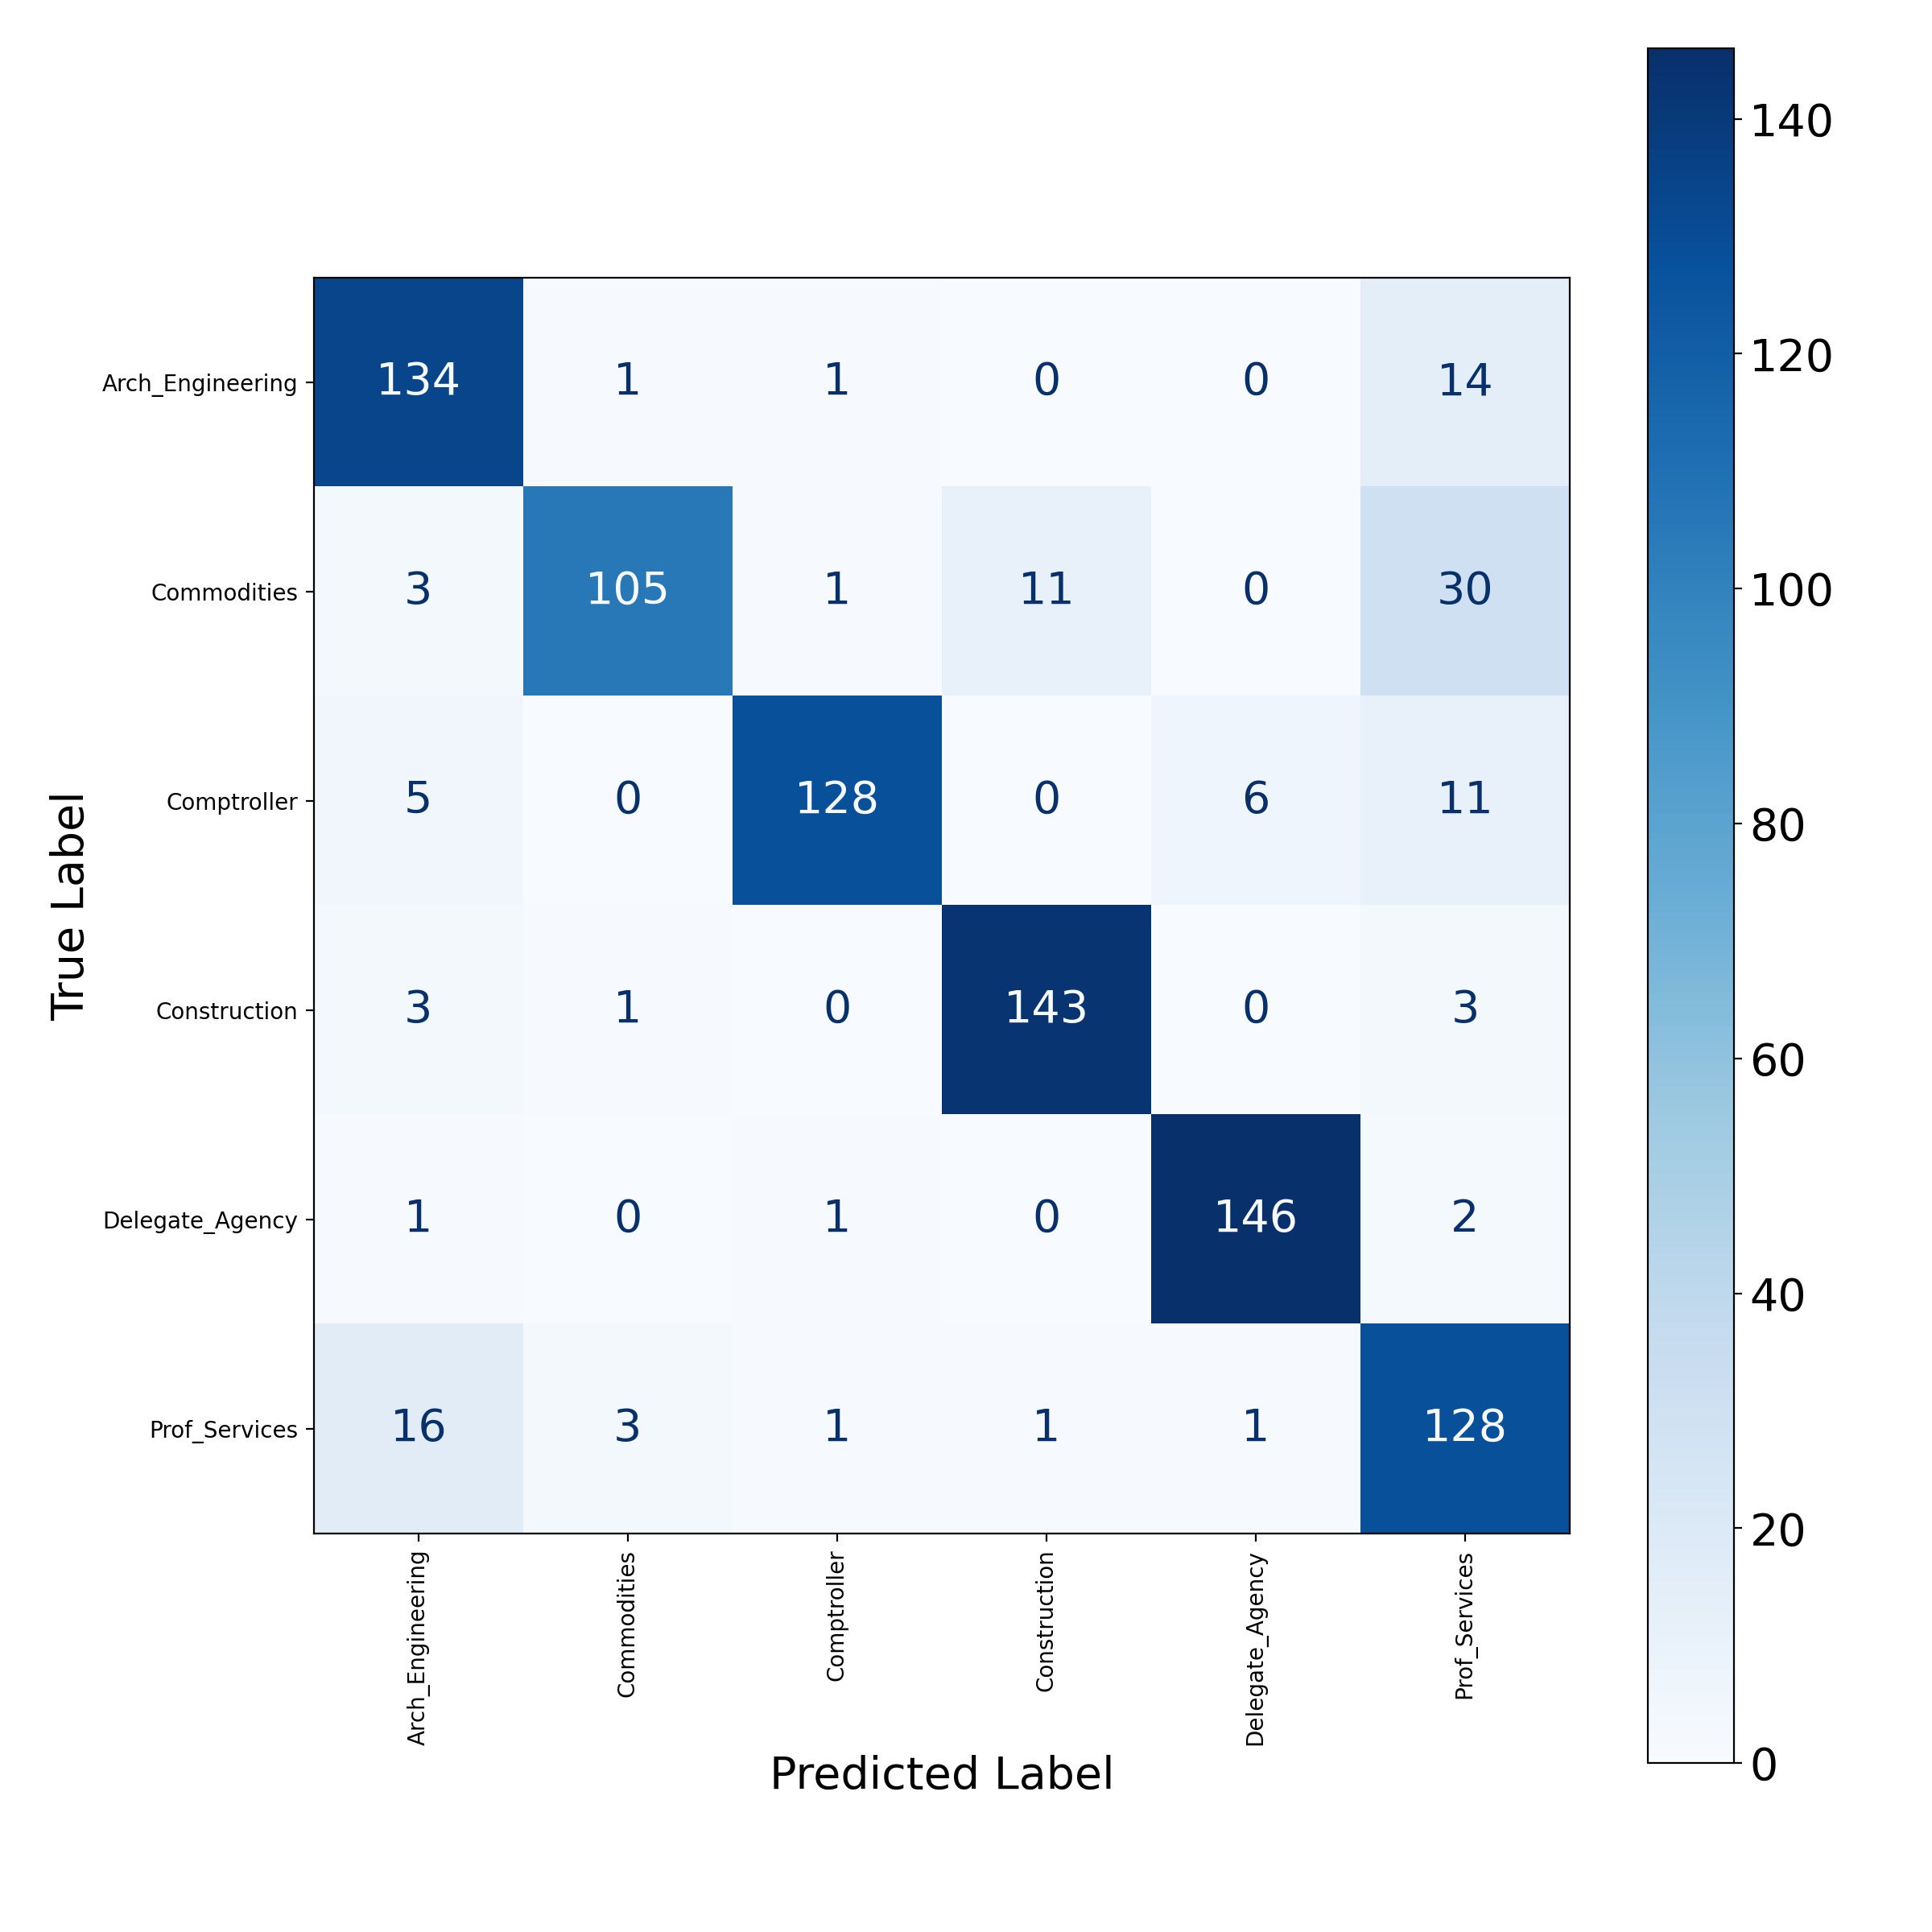 Arch_Engineering 134 1 1 0 0 14
Commodities 3 105 1 11 0 30
Comptroller 5 0 128 0 6 11
Construction 3 1 0 143 0 3
Delegate_Agency 1 0 1 0 146 2
Prof_Services 16 3 1 1 1 128
True Label
Arch_Engineering
Commodities
Comptroller
Construction
Delegate_Agency
Prof_Services
Predicted Label
140
120
100
80
60
40
20
0